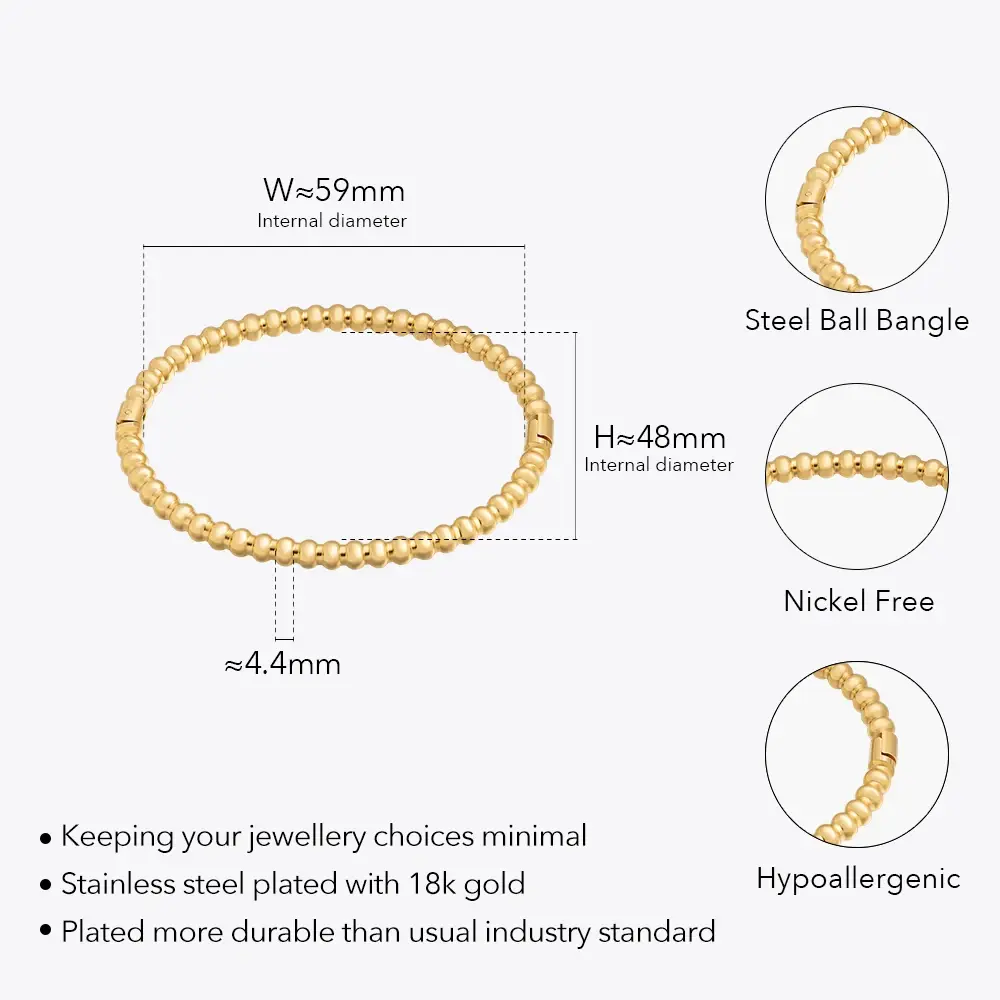 W≈59mm
Internal diameter
H≈48mm
Internal diameter
≈4.4mm
Steel Ball Bangle
Nickel Free
Hypoallergenic
• Keeping your jewellery choices minimal
• Stainless steel plated with 18k gold
• Plated more durable than usual industry standard